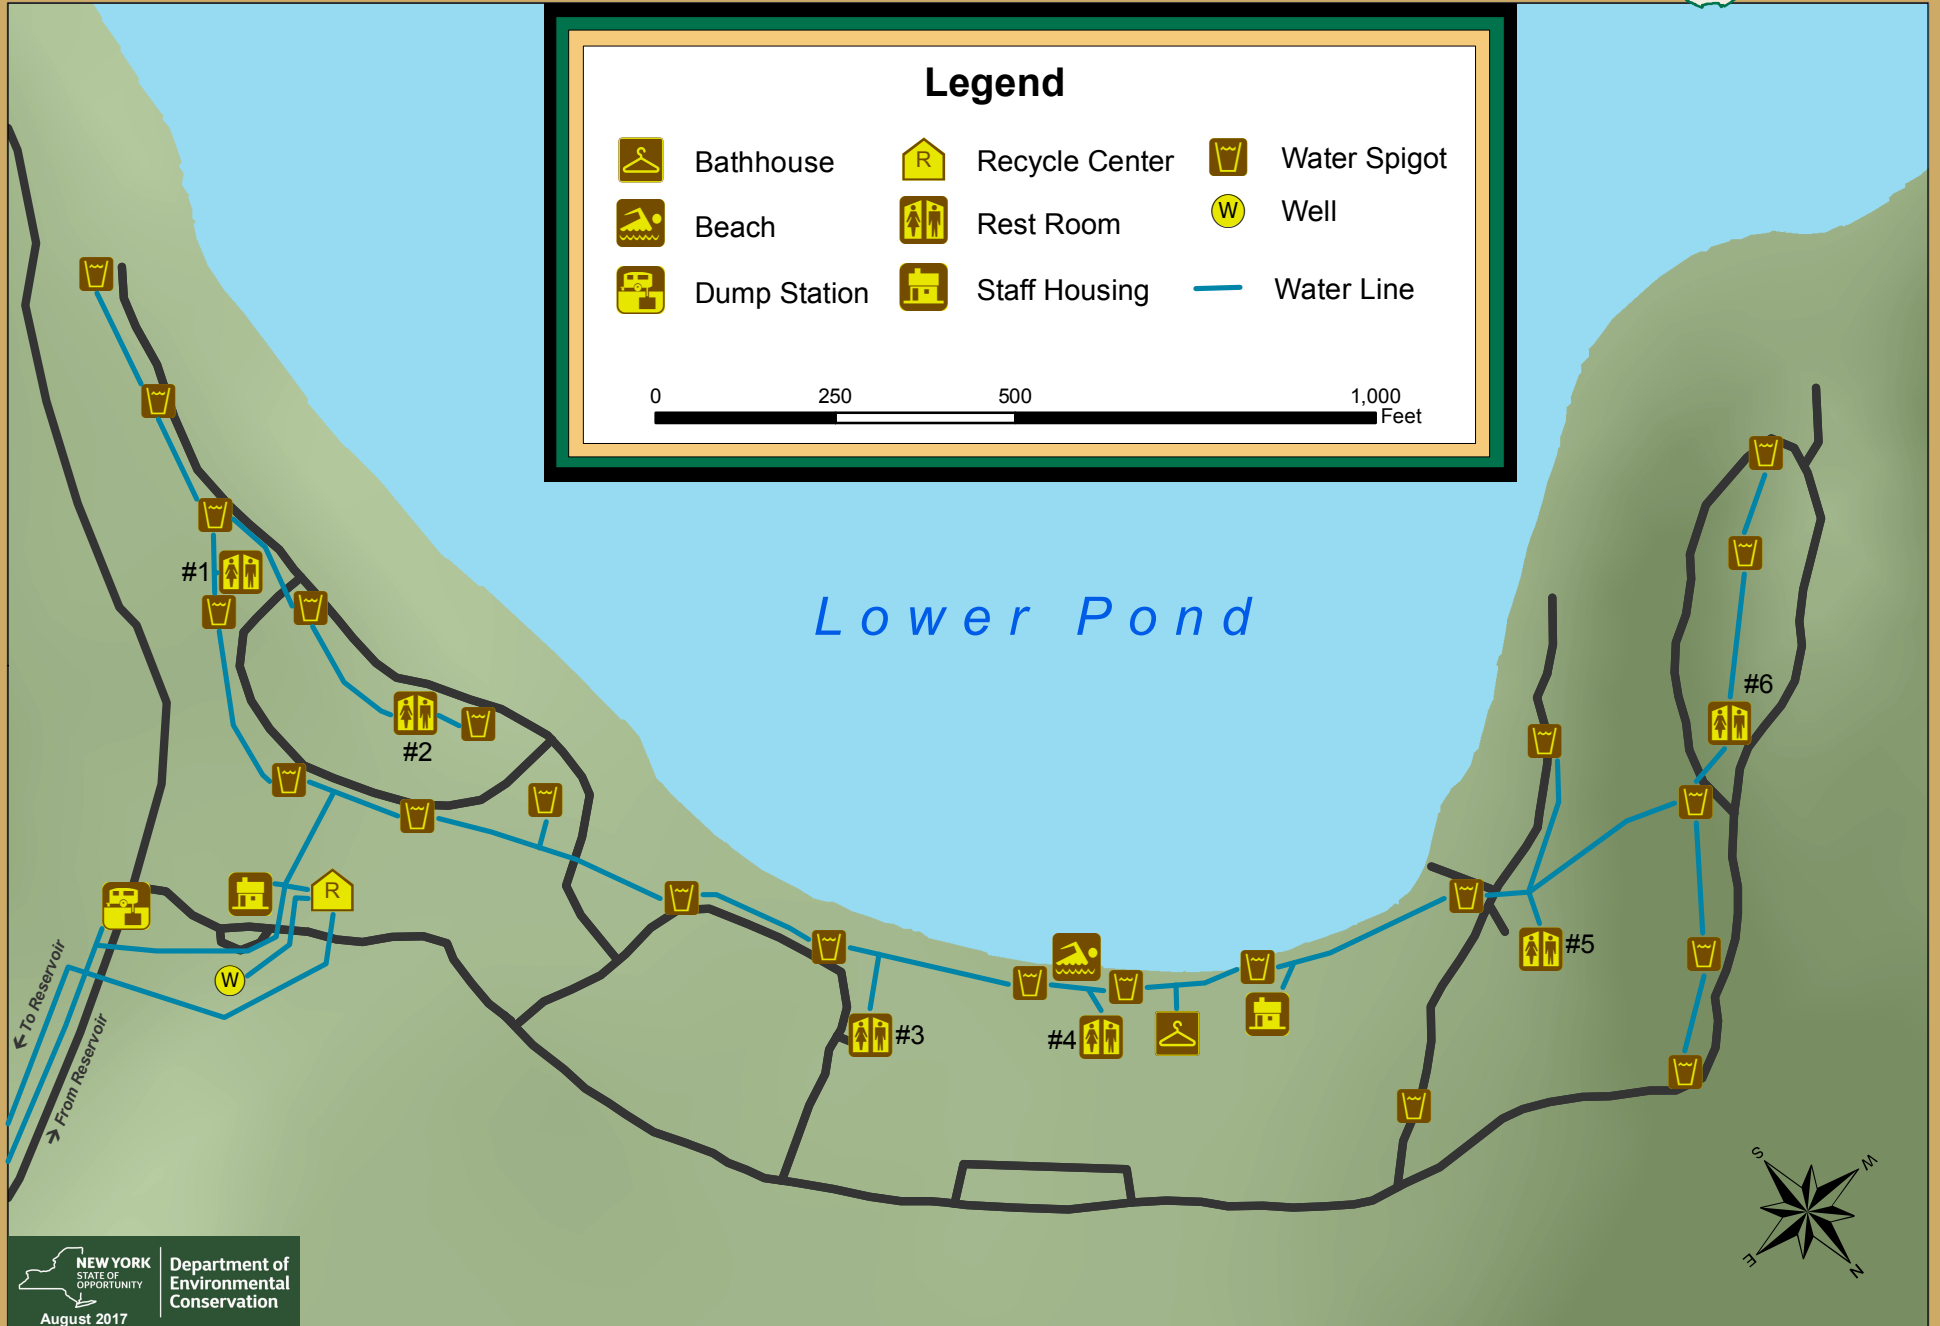 Legend
Bathhouse
Recycle Center
Water Spigot
Beach
Rest Room
Well
Dump Station
Staff Housing
Water Line
R
W
0 250 500 1,000
Feet
Lower Pond
#1
#2
#6
R
W
#5
#3
#4
← To Reservoir
From Reservoir →
S
W
E
N
NEW YORK
STATE OF
OPPORTUNITY
Department of
Environmental
Conservation
August 2017